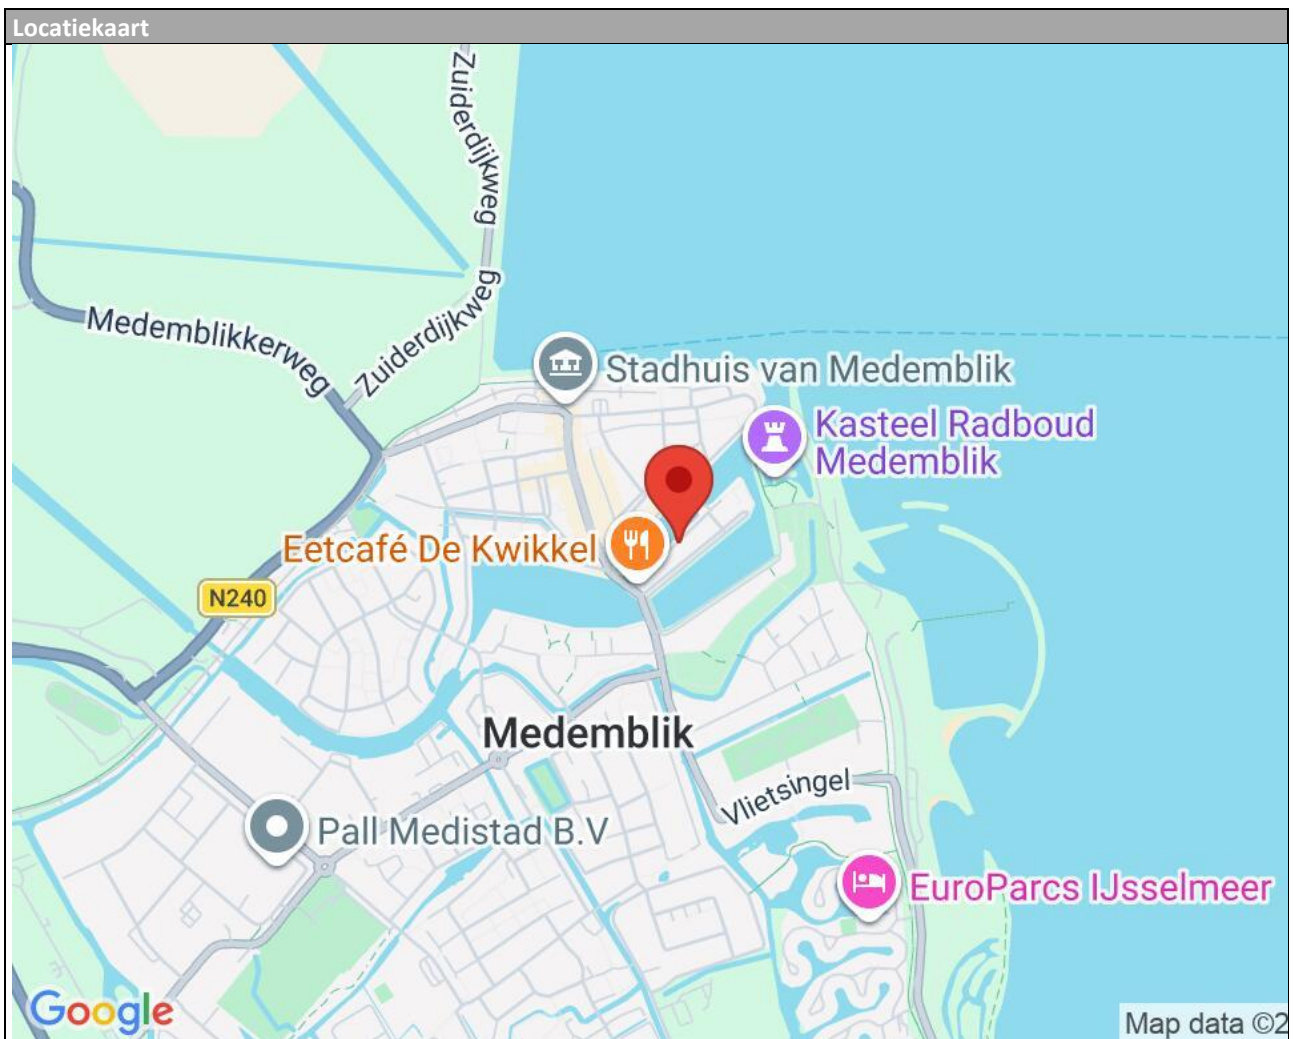 Locatiekaart
Zuiderdijkweg
Medemblikkerweg
Zuiderdijkweg
Stadhuis van Medemblik
Kasteel Radboud
Medemblik
Eetcafé De Kwikkel
N240
Medemblik
Vlietsingel
Pall Medistad B.V
EuroParcs IJsselmeer
Google
Map data ©2